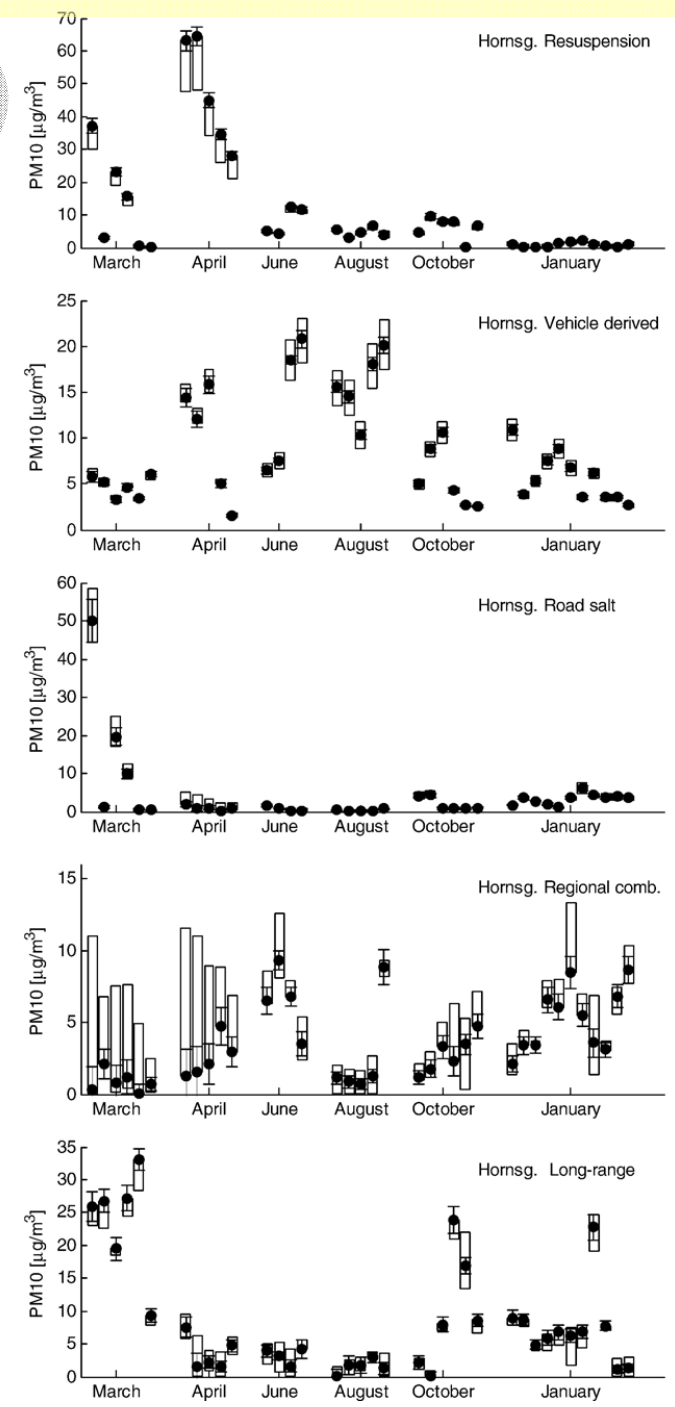 70
60
50
40
30
20
10
0
PM10 [µg/m³]
Hornsg. Resuspension
March April June August October January
25
20
15
10
5
0
PM10 [µg/m³]
Hornsg. Vehicle derived
March April June August October January
60
50
40
30
20
10
0
PM10 [µg/m³]
Hornsg. Road salt
March April June August October January
15
10
5
0
PM10 [µg/m³]
Hornsg. Regional comb.
March April June August October January
35
30
25
20
15
10
5
0
PM10 [µg/m³]
Hornsg. Long-range
March April June August October January